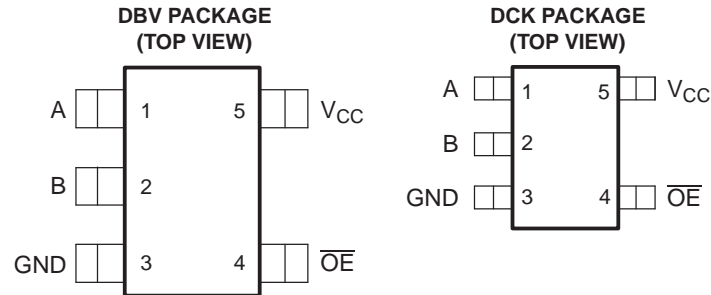 DBV PACKAGE
(TOP VIEW)
A 1 5 VCC
B 2
GND 3 4 OE
DCK PACKAGE
(TOP VIEW)
A 1 5 VCC
B 2
GND 3 4 OE